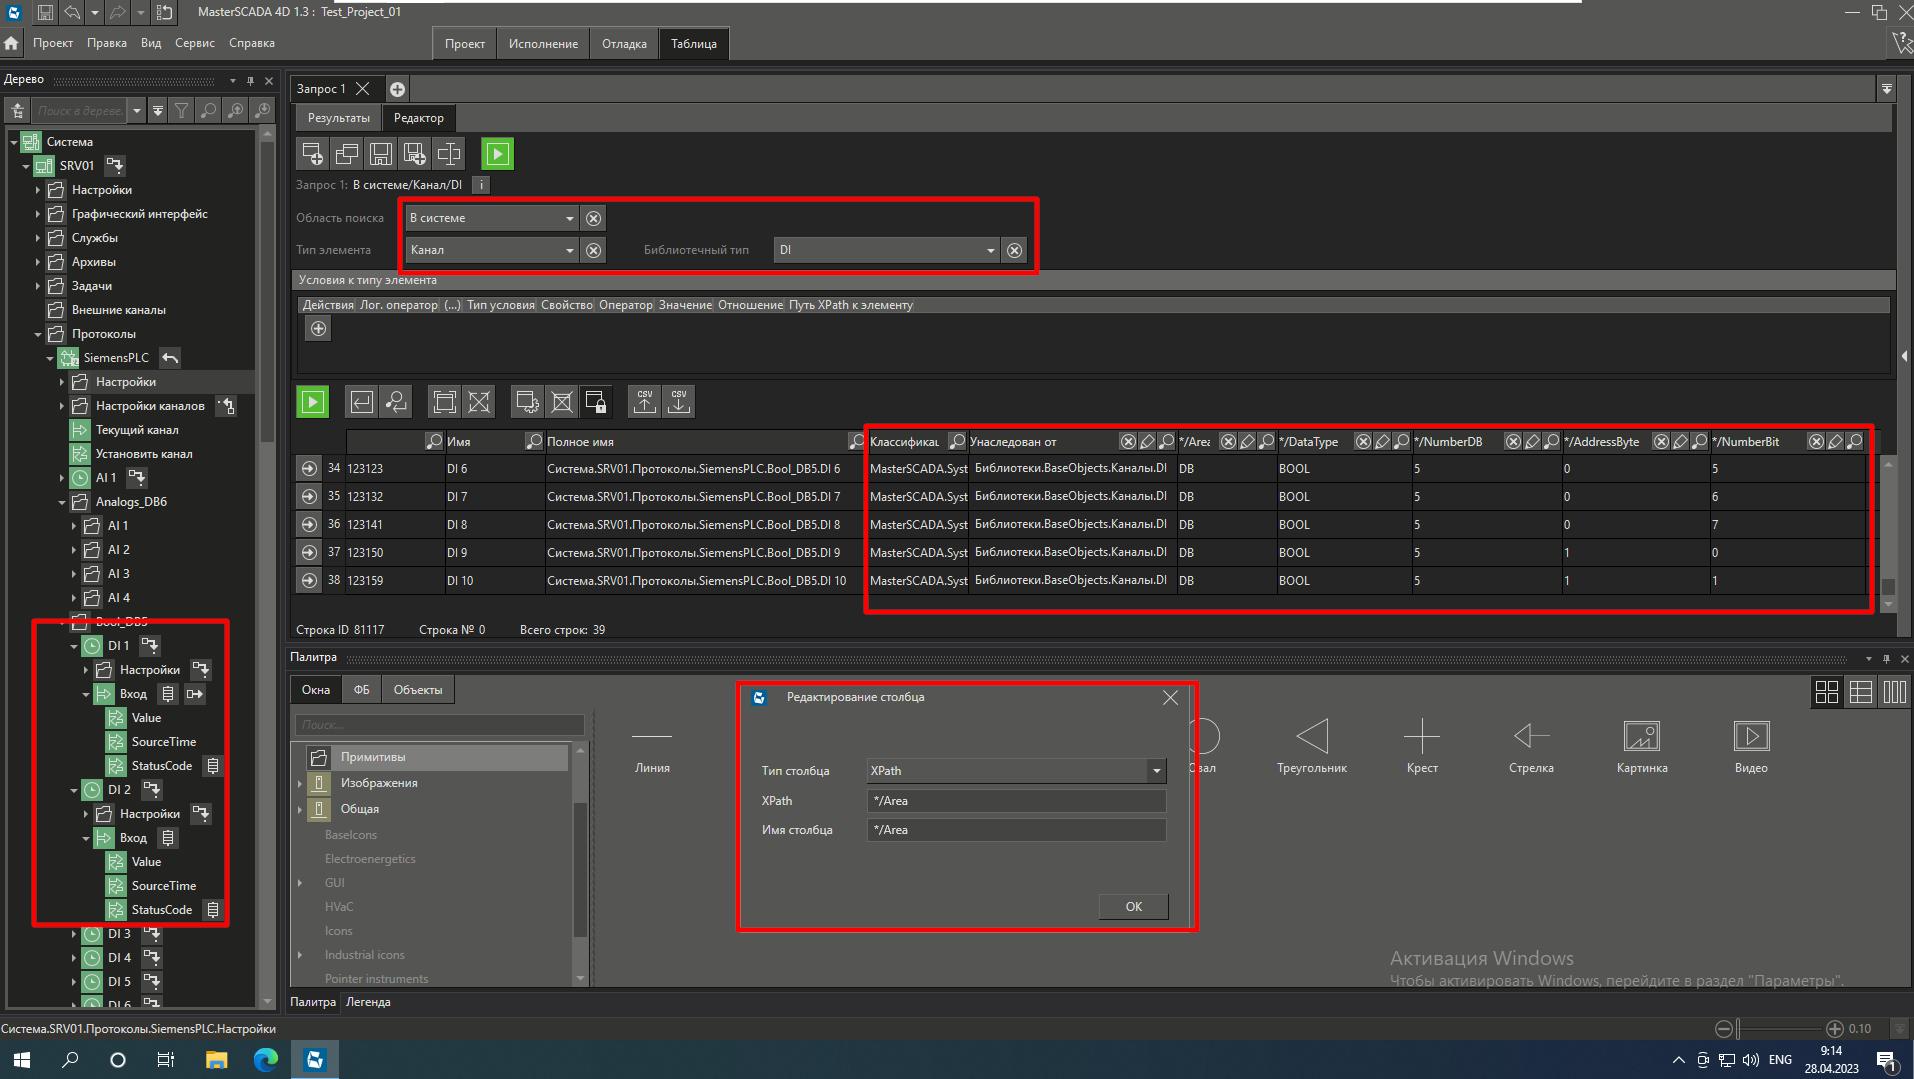 MasterSCADA 4D 1.3 : Test_Project_01
Проект Правка Вид Сервис Справка
Проект Исполнение Отладка Таблица
Дерево
Поиск в дереве.
Система
SRV01
Настройки
Графический интерфейс
Службы
Архивы
Задачи
Внешние каналы
Протоколы
SiemensPLC
Настройки
Настройки каналов
Текущий канал
Установить канал
AI 1
Analogs_DB6
AI 1
AI 2
AI 3
AI 4
Bool_DB5
DI 1
Настройки
Вход
Value
SourceTime
StatusCode
DI 2
Настройки
Вход
Value
SourceTime
StatusCode
DI 3
DI 4
DI 5
DI 6
Запрос 1
Результаты Редактор
Запрос 1: В системе/Канал/DI i
Область поиска В системе
Тип элемента Канал Библиотечный тип DI
Условия к типу элемента
Действия Лог. оператор (...) Тип условия Свойство Оператор Значение Отношение Путь XPath к элементу
CSV CSV
Имя Полное имя Классификац Унаследован от */Area */DataType */NumberDB */AddressByte */NumberBit
34 123123 DI 6 Система.SRV01.Протоколы.SiemensPLC.Bool_DB5.DI 6 MasterSCADA.Syst Библиотеки.BaseObjects.Каналы.DI DB BOOL 5 0 5
35 123132 DI 7 Система.SRV01.Протоколы.SiemensPLC.Bool_DB5.DI 7 MasterSCADA.Syst Библиотеки.BaseObjects.Каналы.DI DB BOOL 5 0 6
36 123141 DI 8 Система.SRV01.Протоколы.SiemensPLC.Bool_DB5.DI 8 MasterSCADA.Syst Библиотеки.BaseObjects.Каналы.DI DB BOOL 5 0 7
37 123150 DI 9 Система.SRV01.Протоколы.SiemensPLC.Bool_DB5.DI 9 MasterSCADA.Syst Библиотеки.BaseObjects.Каналы.DI DB BOOL 5 1 0
38 123159 DI 10 Система.SRV01.Протоколы.SiemensPLC.Bool_DB5.DI 10 MasterSCADA.Syst Библиотеки.BaseObjects.Каналы.DI DB BOOL 5 1 1
Строка ID 81117 Строка № 0 Всего строк: 39
Палитра
Окна ФБ Объекты
Поиск...
Примитивы
Изображения
Общая
BaseIcons
Electroenergetics
GUI
HVaC
Icons
Industrial icons
Pointer instruments
Линия
Редактирование столбца
Тип столбца XPath
XPath */Area
Имя столбца */Area
OK
вал
Треугольник
Крест
Стрелка
Картинка
Видео
Активация Windows
Чтобы активировать Windows, перейдите в раздел "Параметры".
Палитра Легенда
Система.SRV01.Протоколы.SiemensPLC.Настройки
0.10
ENG
9:14
28.04.2023
1